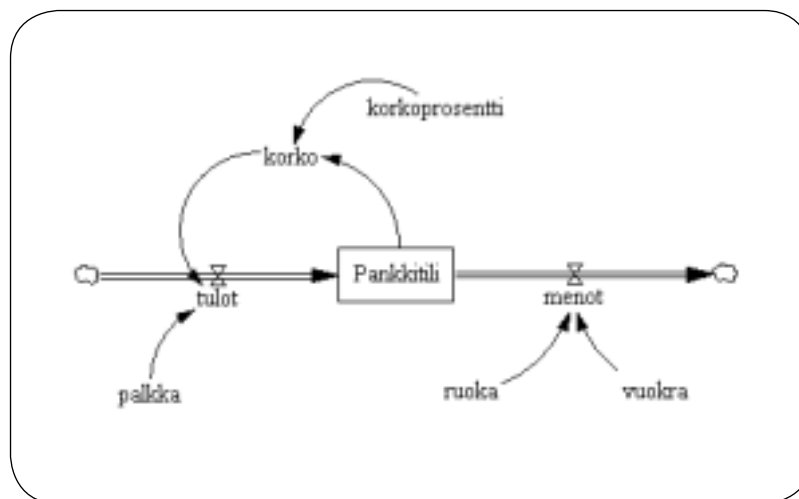 korkoprosentti
korko
Pankkitili
tulot
menot
palkka
ruoka
vuokra